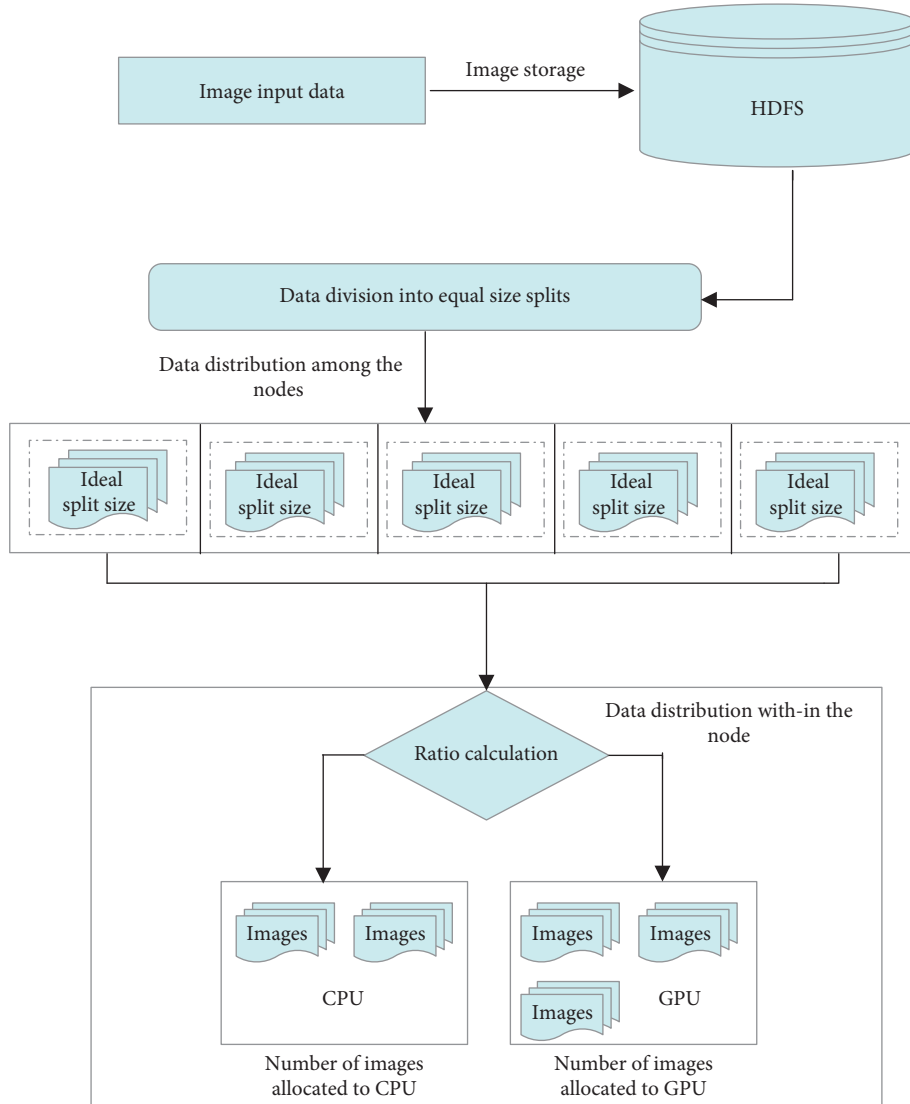 Image input data
Image storage
HDFS
Data division into equal size splits
Data distribution among the
nodes
Ideal
split size
Ideal
split size
Ideal
split size
Ideal
split size
Ideal
split size
Data distribution with-in the
node
Ratio calculation
Images
Images
CPU
Images
Images
Images
GPU
Number of images
allocated to CPU
Number of images
allocated to GPU